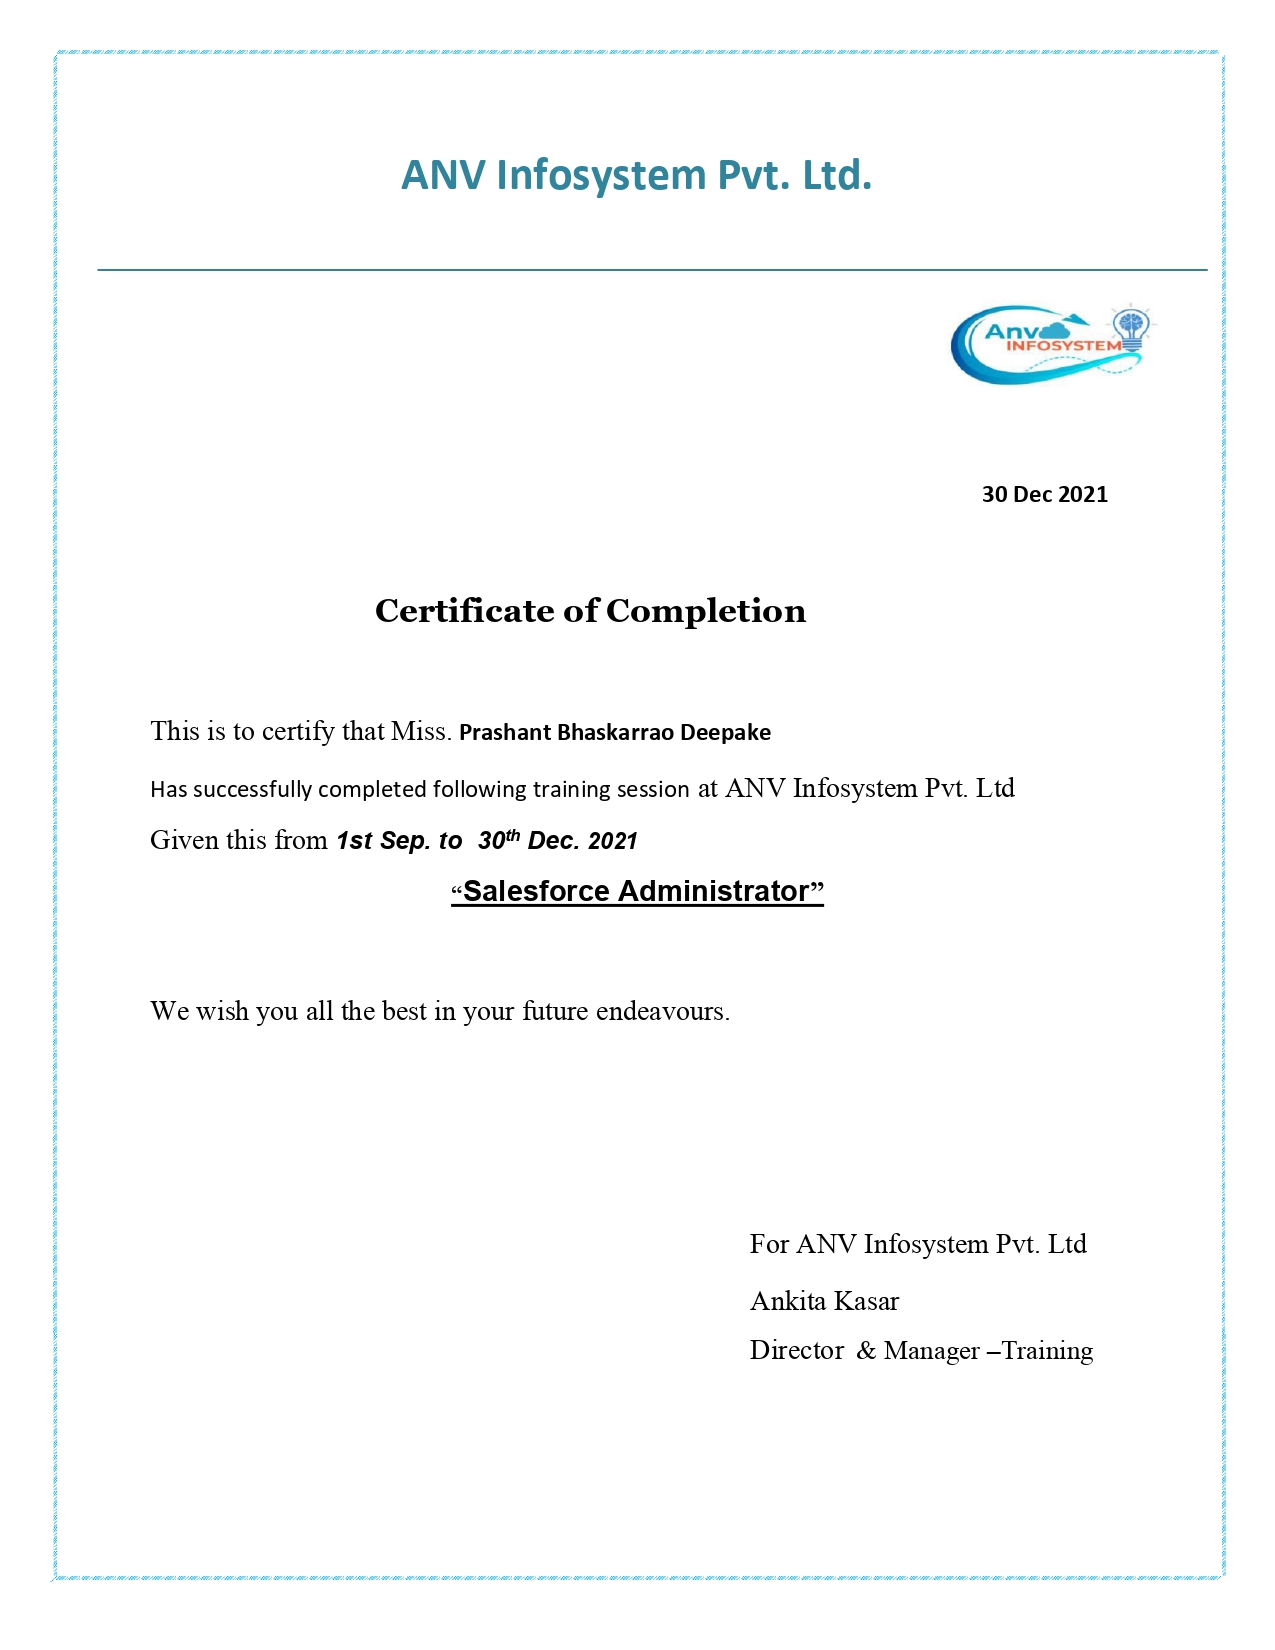 ANV Infosystem Pvt. Ltd.
Anv
INFOSYSTEM
30 Dec 2021
Certificate of Completion
This is to certify that Miss. Prashant Bhaskarrao Deepake
Has successfully completed following training session at ANV Infosystem Pvt. Ltd
Given this from 1st Sep. to 30th Dec. 2021
“Salesforce Administrator”
We wish you all the best in your future endeavours.
For ANV Infosystem Pvt. Ltd
Ankita Kasar
Director & Manager –Training